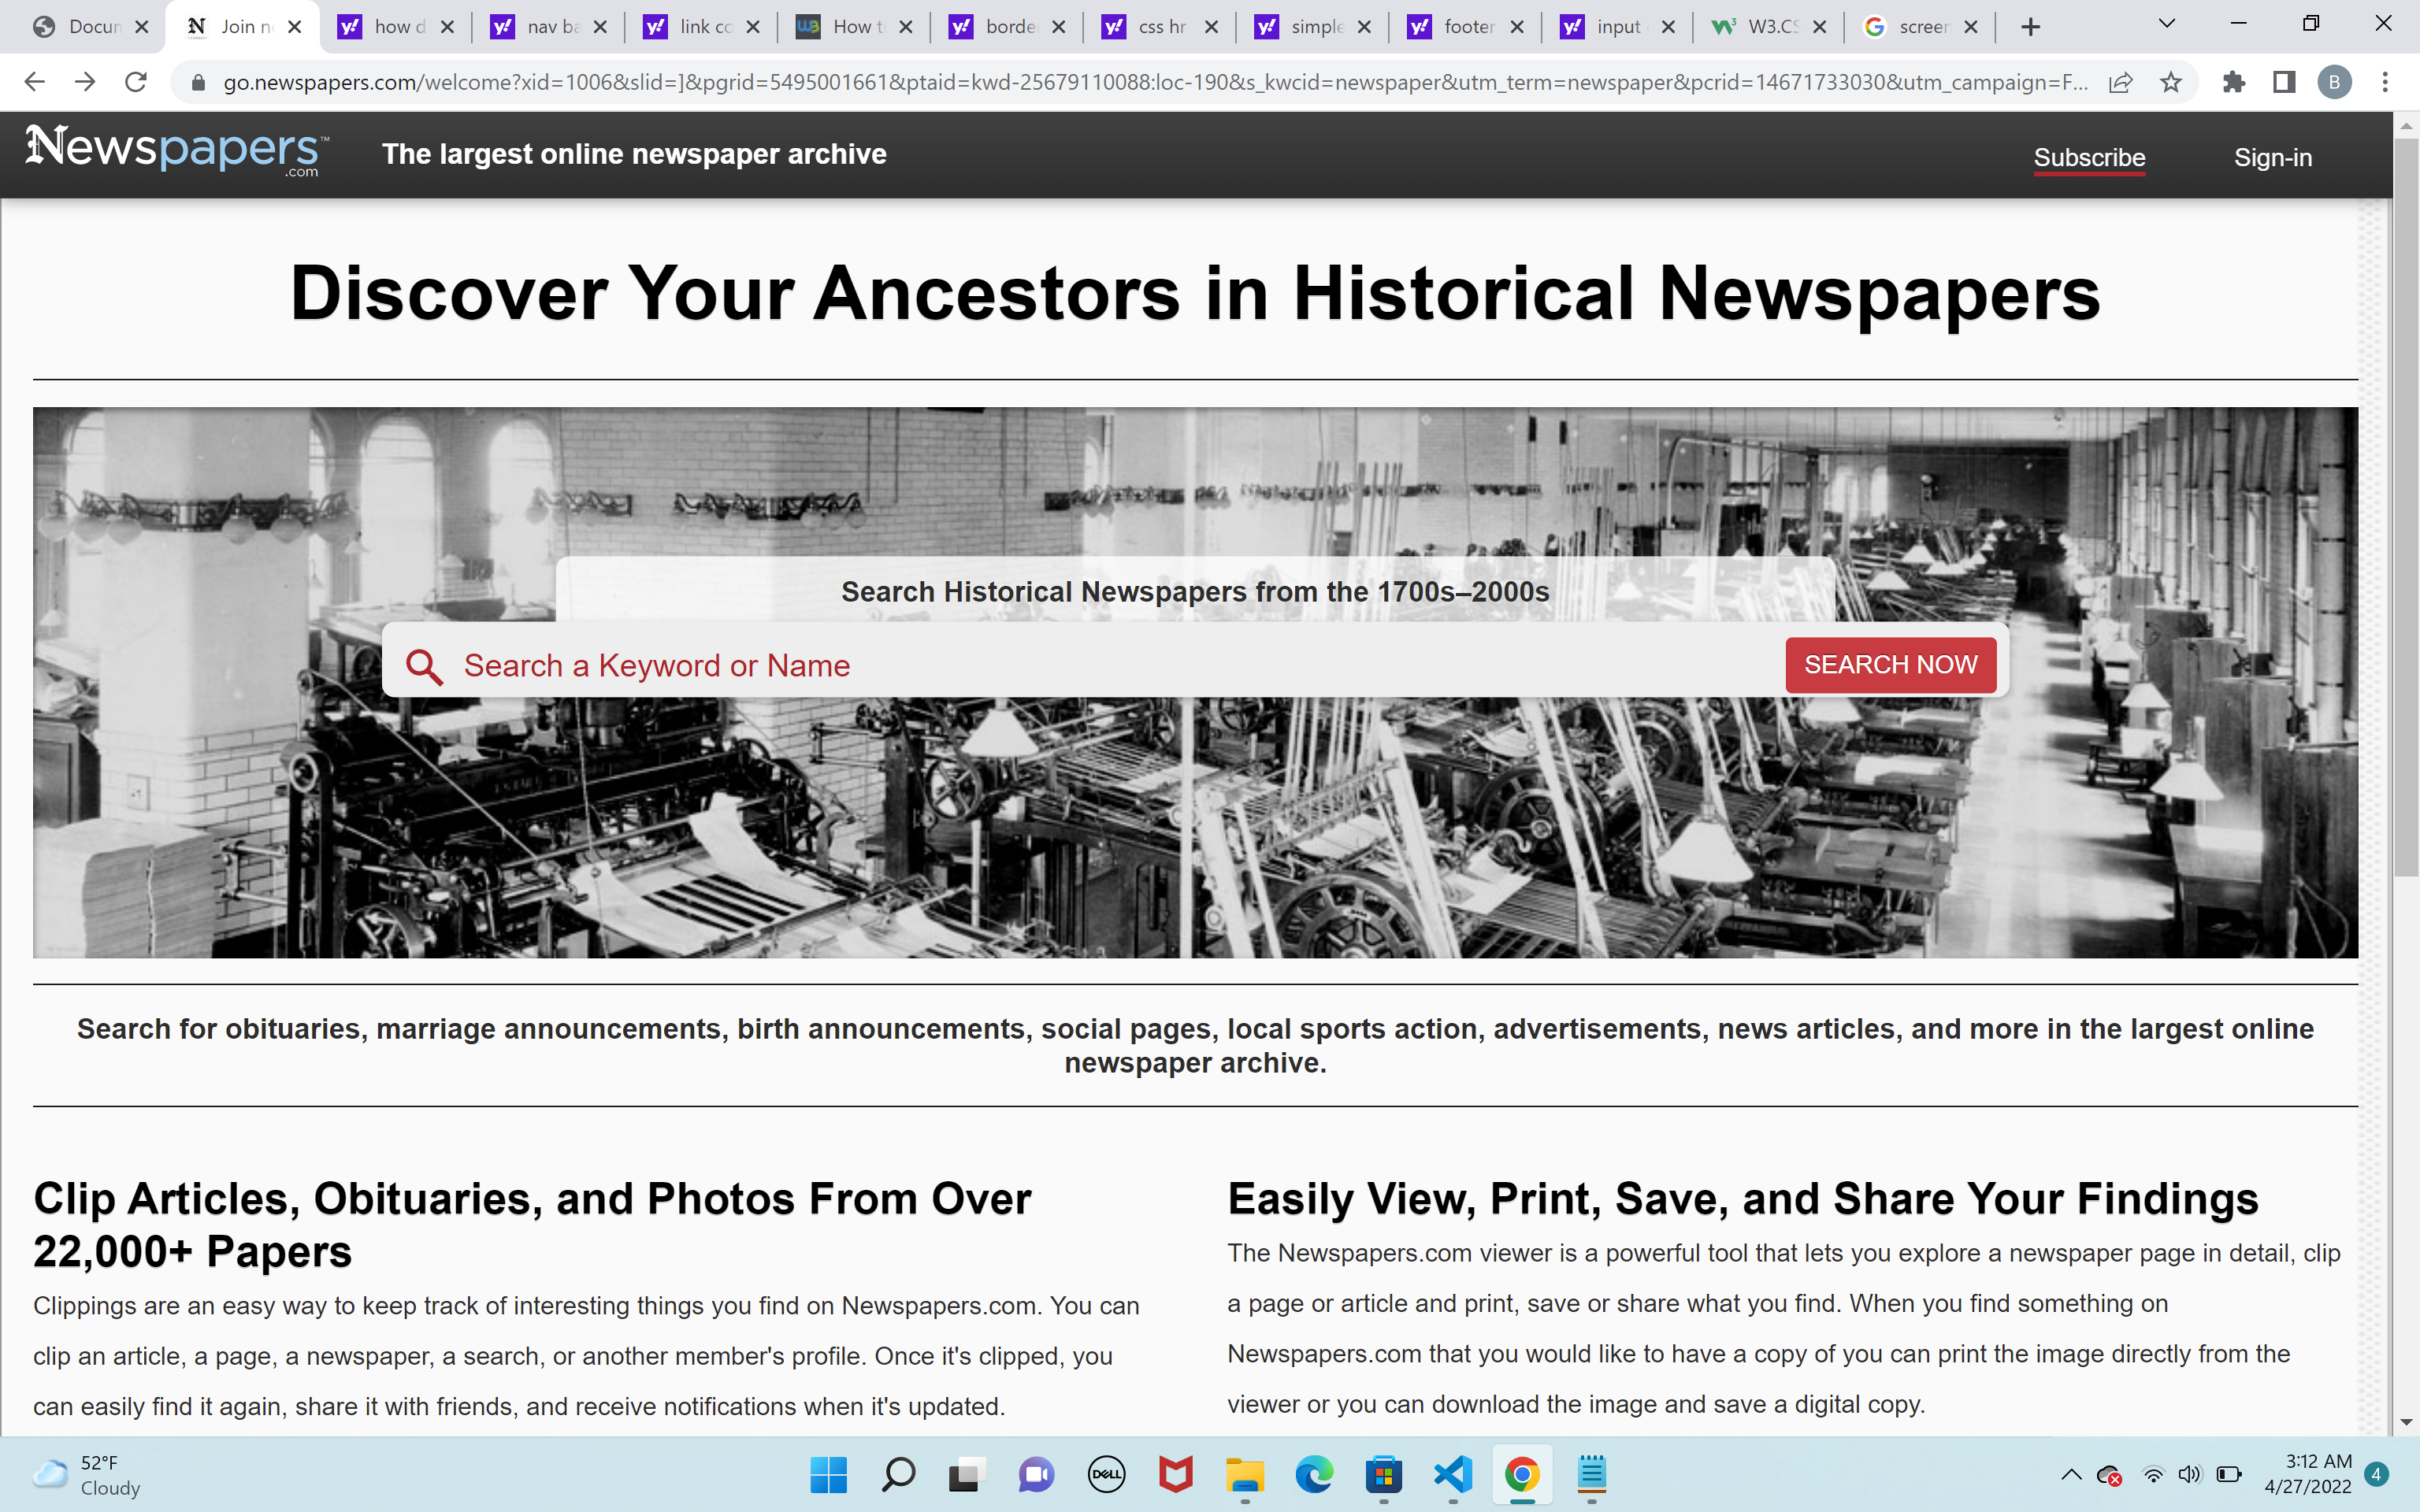 Docun
Join n
how d
nav ba
link co
How t
borde
css hr
simple
footer
input
W3.CS
screen
go.newspapers.com/welcome?xid=1006&slid=]&pgrid=5495001661&ptaid=kwd-25679110088:loc-190&s_kwcid=newspaper&utm_term=newspaper&pcrid=14671733030&utm_campaign=F...
B
Newspapers™
.com
The largest online newspaper archive
Subscribe
Sign-in
Discover Your Ancestors in Historical Newspapers
Search Historical Newspapers from the 1700s–2000s
Search a Keyword or Name
SEARCH NOW
Search for obituaries, marriage announcements, birth announcements, social pages, local sports action, advertisements, news articles, and more in the largest online
newspaper archive.
Clip Articles, Obituaries, and Photos From Over
22,000+ Papers
Clippings are an easy way to keep track of interesting things you find on Newspapers.com. You can
clip an article, a page, a newspaper, a search, or another member's profile. Once it's clipped, you
can easily find it again, share it with friends, and receive notifications when it's updated.
Easily View, Print, Save, and Share Your Findings
The Newspapers.com viewer is a powerful tool that lets you explore a newspaper page in detail, clip
a page or article and print, save or share what you find. When you find something on
Newspapers.com that you would like to have a copy of you can print the image directly from the
viewer or you can download the image and save a digital copy.
52°F
Cloudy
DELL
3:12 AM
4/27/2022
4